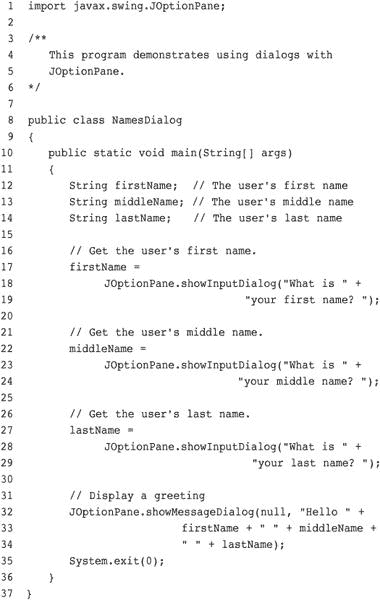 1 import javax.swing.JOptionPane;
2
3 /**
4    This program demonstrates using dialogs with
5    JOptionPane.
6 */
7
8 public class NamesDialog
9 {
10    public static void main(String[] args)
11    {
12       String firstName;  // The user's first name
13       String middleName; // The user's middle name
14       String lastName;   // The user's last name
15
16       // Get the user's first name.
17       firstName =
18            JOptionPane.showInputDialog("What is " +
19                                "your first name? ");
20
21       // Get the user's middle name.
22       middleName =
23            JOptionPane.showInputDialog("What is " +
24                               "your middle name? ");
25
26       // Get the user's last name.
27       lastName =
28            JOptionPane.showInputDialog("What is " +
29                                 "your last name? ");
30
31       // Display a greeting
32       JOptionPane.showMessageDialog(null, "Hello " +
33                       firstName + " " + middleName +
34                       " " + lastName);
35       System.exit(0);
36    }
37 }